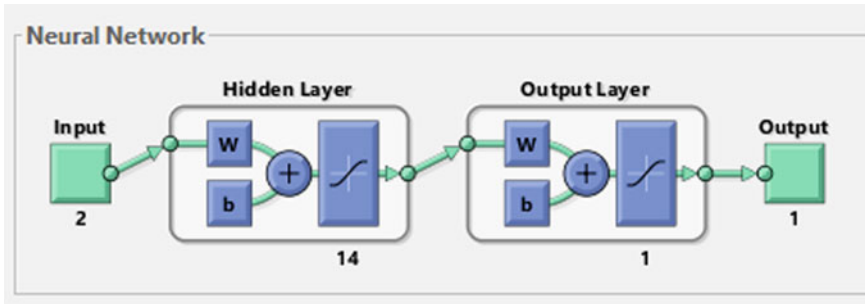 Neural Network
Hidden Layer
Output Layer
Input
Output
W
W
b
b
2
1
14
1